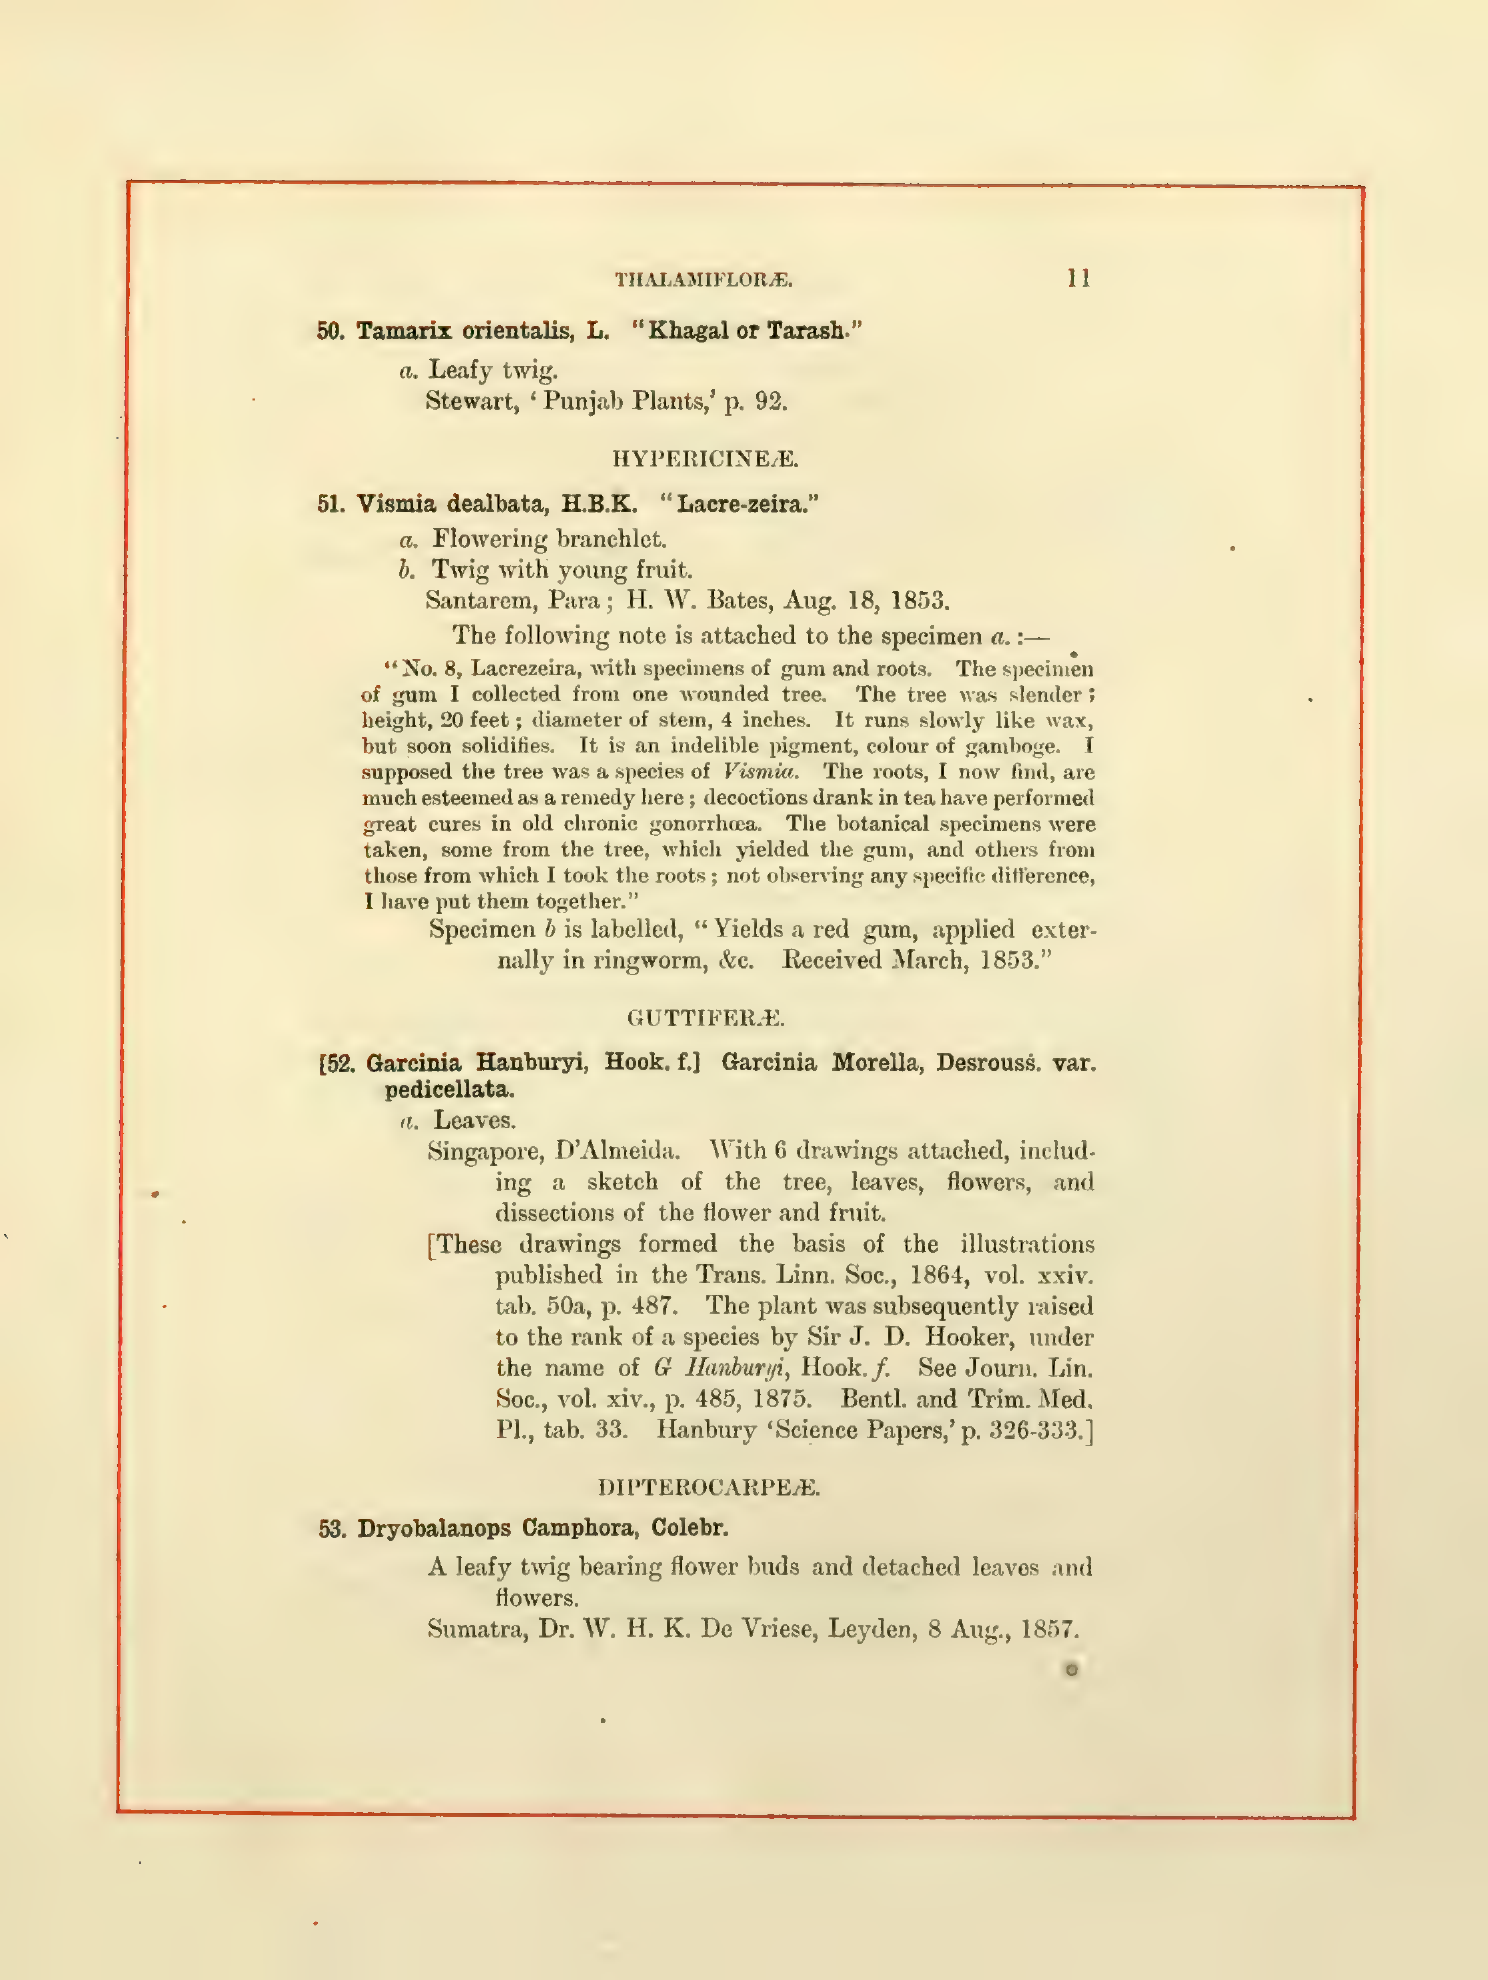 THALAMIFLORÆ. 11
50. Tamarix orientalis, L. "Khagal or Tarash."
a. Leafy twig.
Stewart, ‘Punjab Plants,’ p. 92.
HYPERICINEÆ.
51. Vismia dealbata, H.B.K. "Lacre-zeira."
a. Flowering branchlet.
b. Twig with young fruit.
Santarem, Para; H. W. Bates, Aug. 18, 1853.
The following note is attached to the specimen a. :—
"No. 8, Lacrezeira, with specimens of gum and roots. The specimen
of gum I collected from one wounded tree. The tree was slender;
height, 20 feet; diameter of stem, 4 inches. It runs slowly like wax,
but soon solidifies. It is an indelible pigment, colour of gamboge. I
supposed the tree was a species of Vismia. The roots, I now find, are
much esteemed as a remedy here; decoctions drank in tea have performed
great cures in old chronic gonorrhœa. The botanical specimens were
taken, some from the tree, which yielded the gum, and others from
those from which I took the roots; not observing any specific difference,
I have put them together."
Specimen b is labelled, "Yields a red gum, applied exter-
nally in ringworm, &c. Received March, 1853."
GUTTIFERÆ.
[52. Garcinia Hanburyi, Hook. f.] Garcinia Morella, Desrouss. var.
pedicellata.
a. Leaves.
Singapore, D'Almeida. With 6 drawings attached, includ-
ing a sketch of the tree, leaves, flowers, and
dissections of the flower and fruit.
[These drawings formed the basis of the illustrations
published in the Trans. Linn. Soc., 1864, vol. xxiv.
tab. 50a, p. 487. The plant was subsequently raised
to the rank of a species by Sir J. D. Hooker, under
the name of G Hanburyi, Hook. f. See Journ. Lin.
Soc., vol. xiv., p. 485, 1875. Bentl. and Trim. Med.
Pl., tab. 33. Hanbury ‘Science Papers,’ p. 326-333.]
DIPTEROCARPEÆ.
53. Dryobalanops Camphora, Colebr.
A leafy twig bearing flower buds and detached leaves and
flowers.
Sumatra, Dr. W. H. K. De Vriese, Leyden, 8 Aug., 1857.